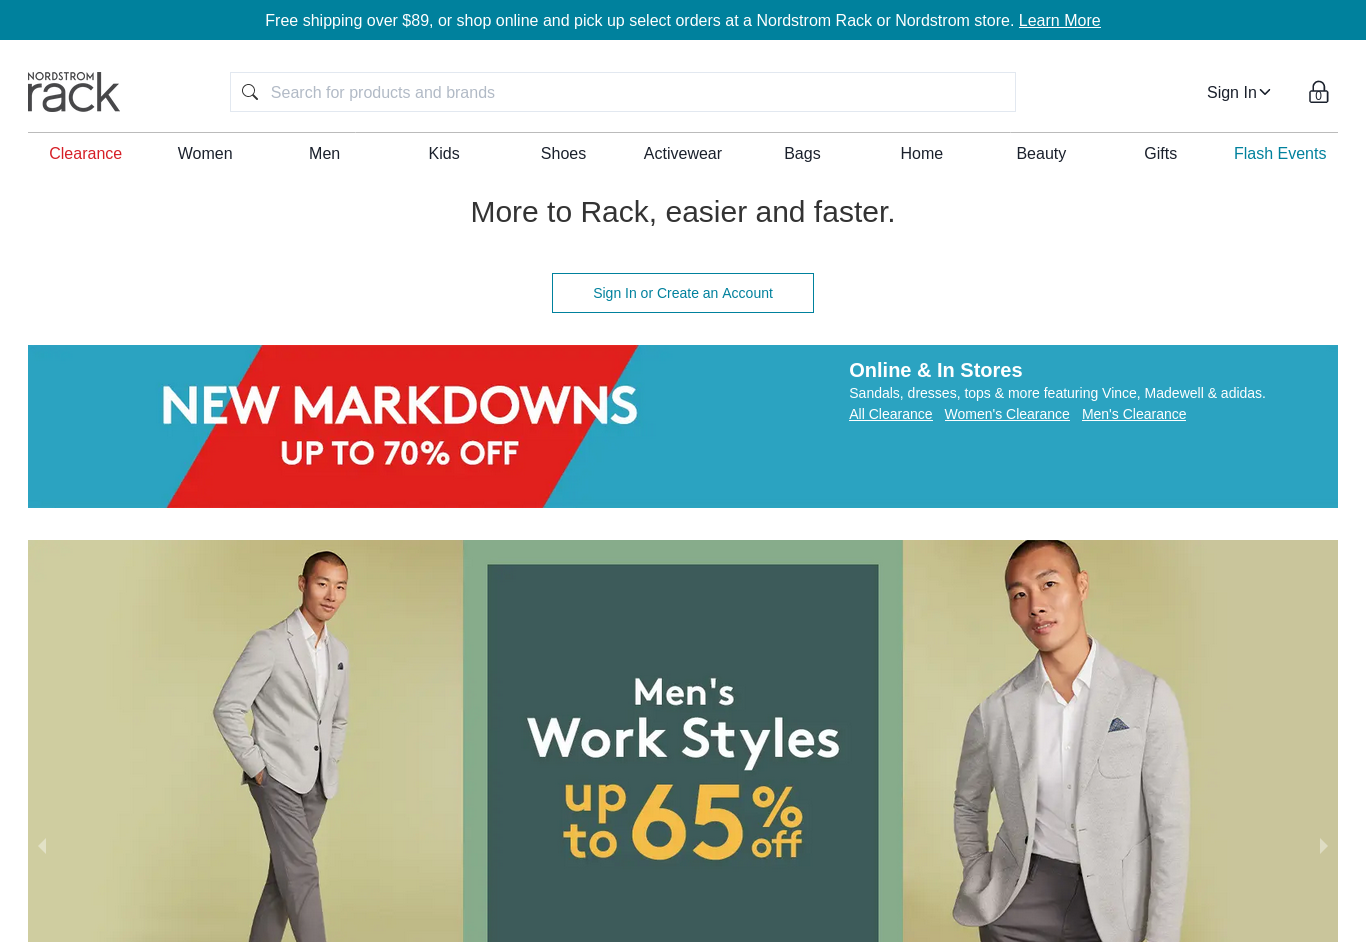 Free shipping over $89, or shop online and pick up select orders at a Nordstrom Rack or Nordstrom store. Learn More
NORDSTROM
rack
Search for products and brands
Sign In
0
Clearance Women Men Kids Shoes Activewear Bags Home Beauty Gifts Flash Events
More to Rack, easier and faster.
Sign In or Create an Account
NEW MARKDOWNS
UP TO 70% OFF
Online & In Stores
Sandals, dresses, tops & more featuring Vince, Madewell & adidas.
All Clearance Women's Clearance Men's Clearance
Men's
Work Styles
up to 65% off